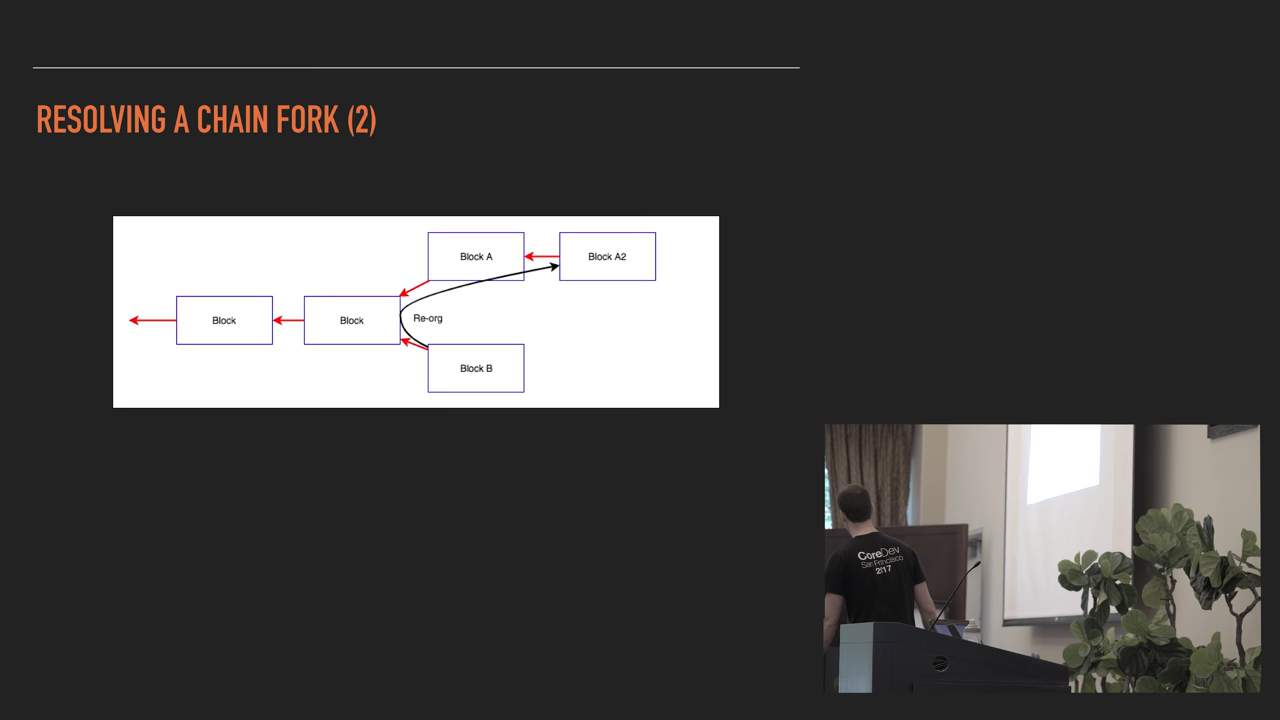 RESOLVING A CHAIN FORK (2)
Block A
Block A2
Block
Block
Re-org
Block B
CoreDev
San Francisco
2017